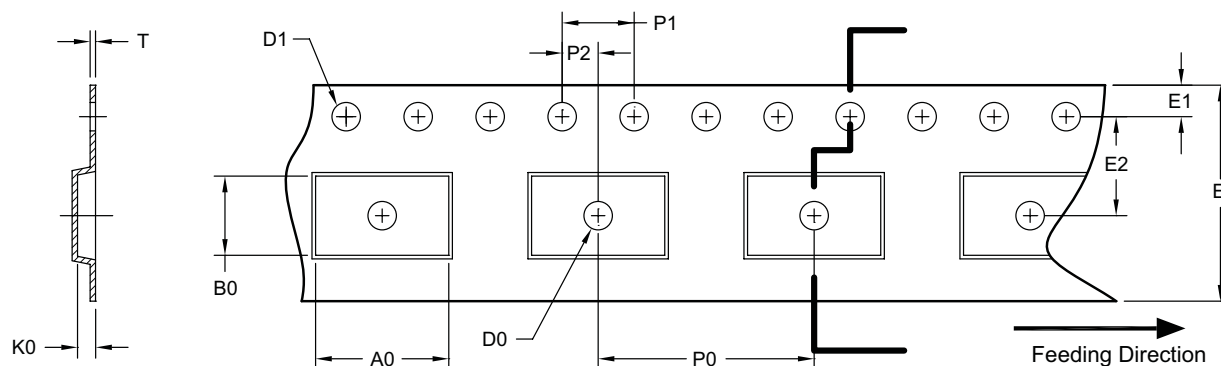 P1
T
D1
P2
E1
E2
E
B0
D0
K0
A0
P0
Feeding Direction